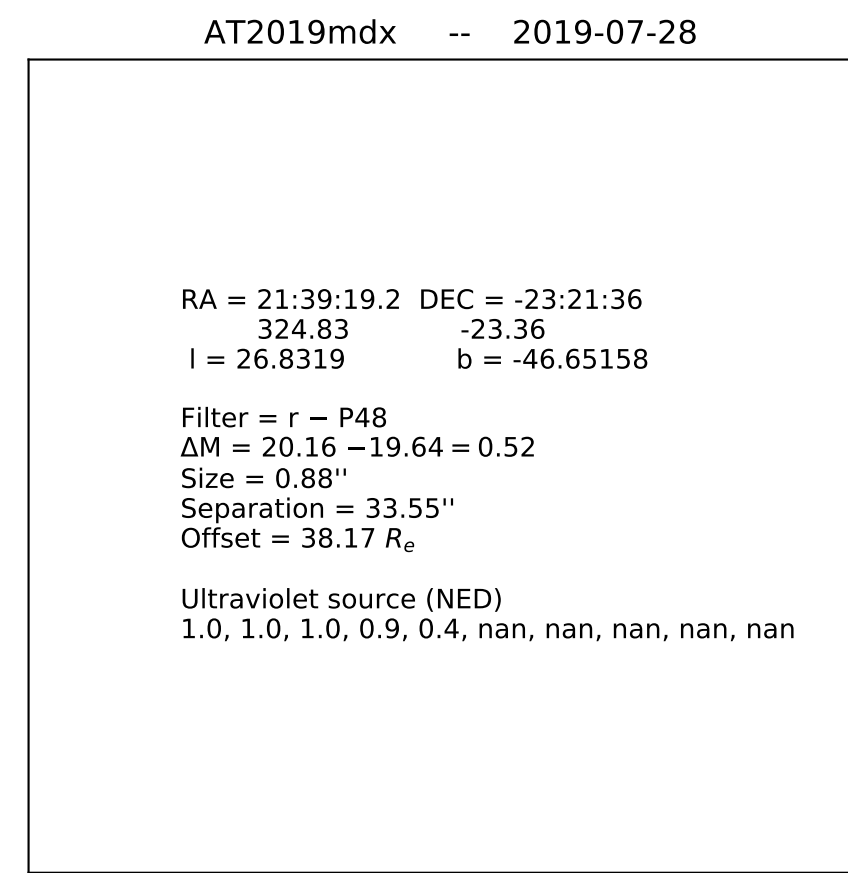 AT2019mdx -- 2019-07-28
RA = 21:39:19.2 DEC = -23:21:36
324.83 -23.36
l = 26.8319 b = -46.65158
Filter = r − P48
ΔM = 20.16 −19.64 = 0.52
Size = 0.88''
Separation = 33.55''
Offset = 38.17 Rₑ
Ultraviolet source (NED)
1.0, 1.0, 1.0, 0.9, 0.4, nan, nan, nan, nan, nan